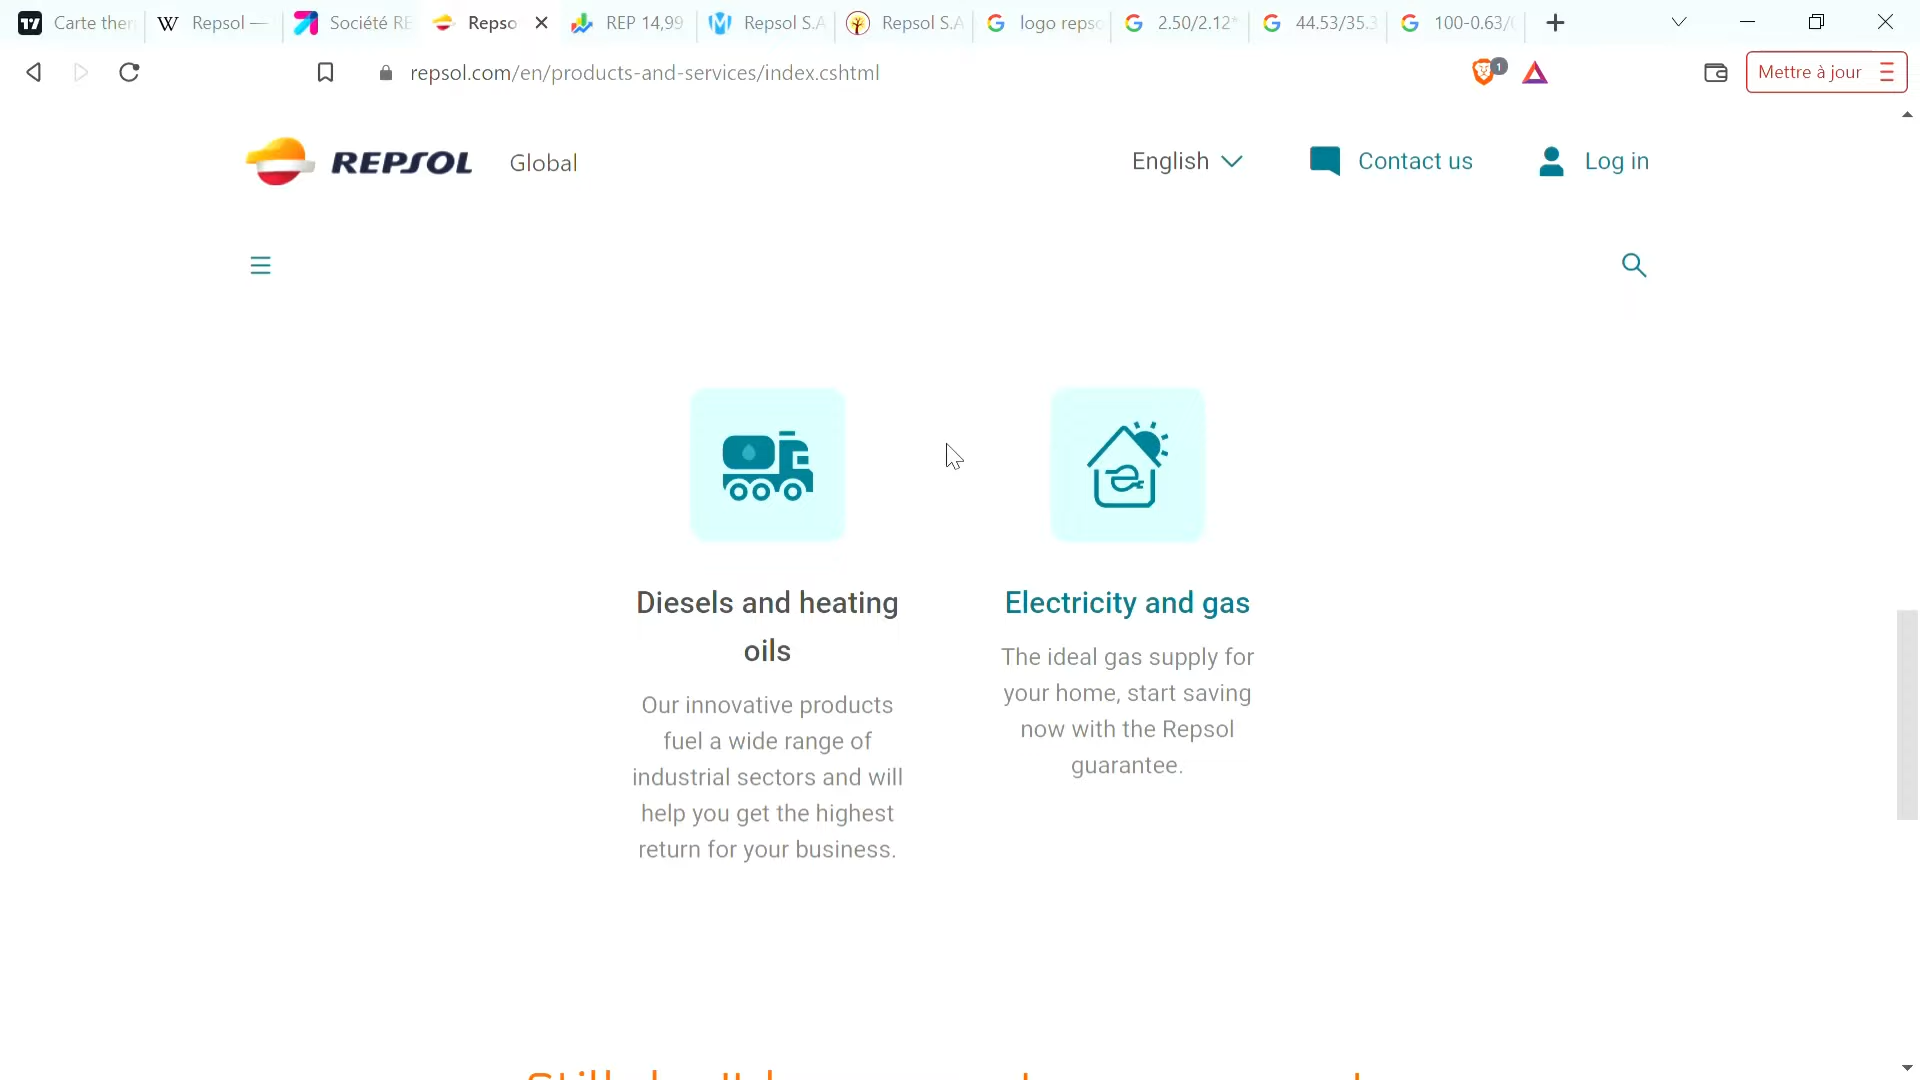 Carte ther
Repsol —
Société RE
Repso
REP 14,99
Repsol S.A
Repsol S.A
logo repso
2.50/2.12*
44.53/35.3
100-0.63/
repsol.com/en/products-and-services/index.cshtml
1
Mettre à jour
REPSOL
Global
English
Contact us
Log in
Diesels and heating
oils
Our innovative products
fuel a wide range of
industrial sectors and will
help you get the highest
return for your business.
Electricity and gas
The ideal gas supply for
your home, start saving
now with the Repsol
guarantee.